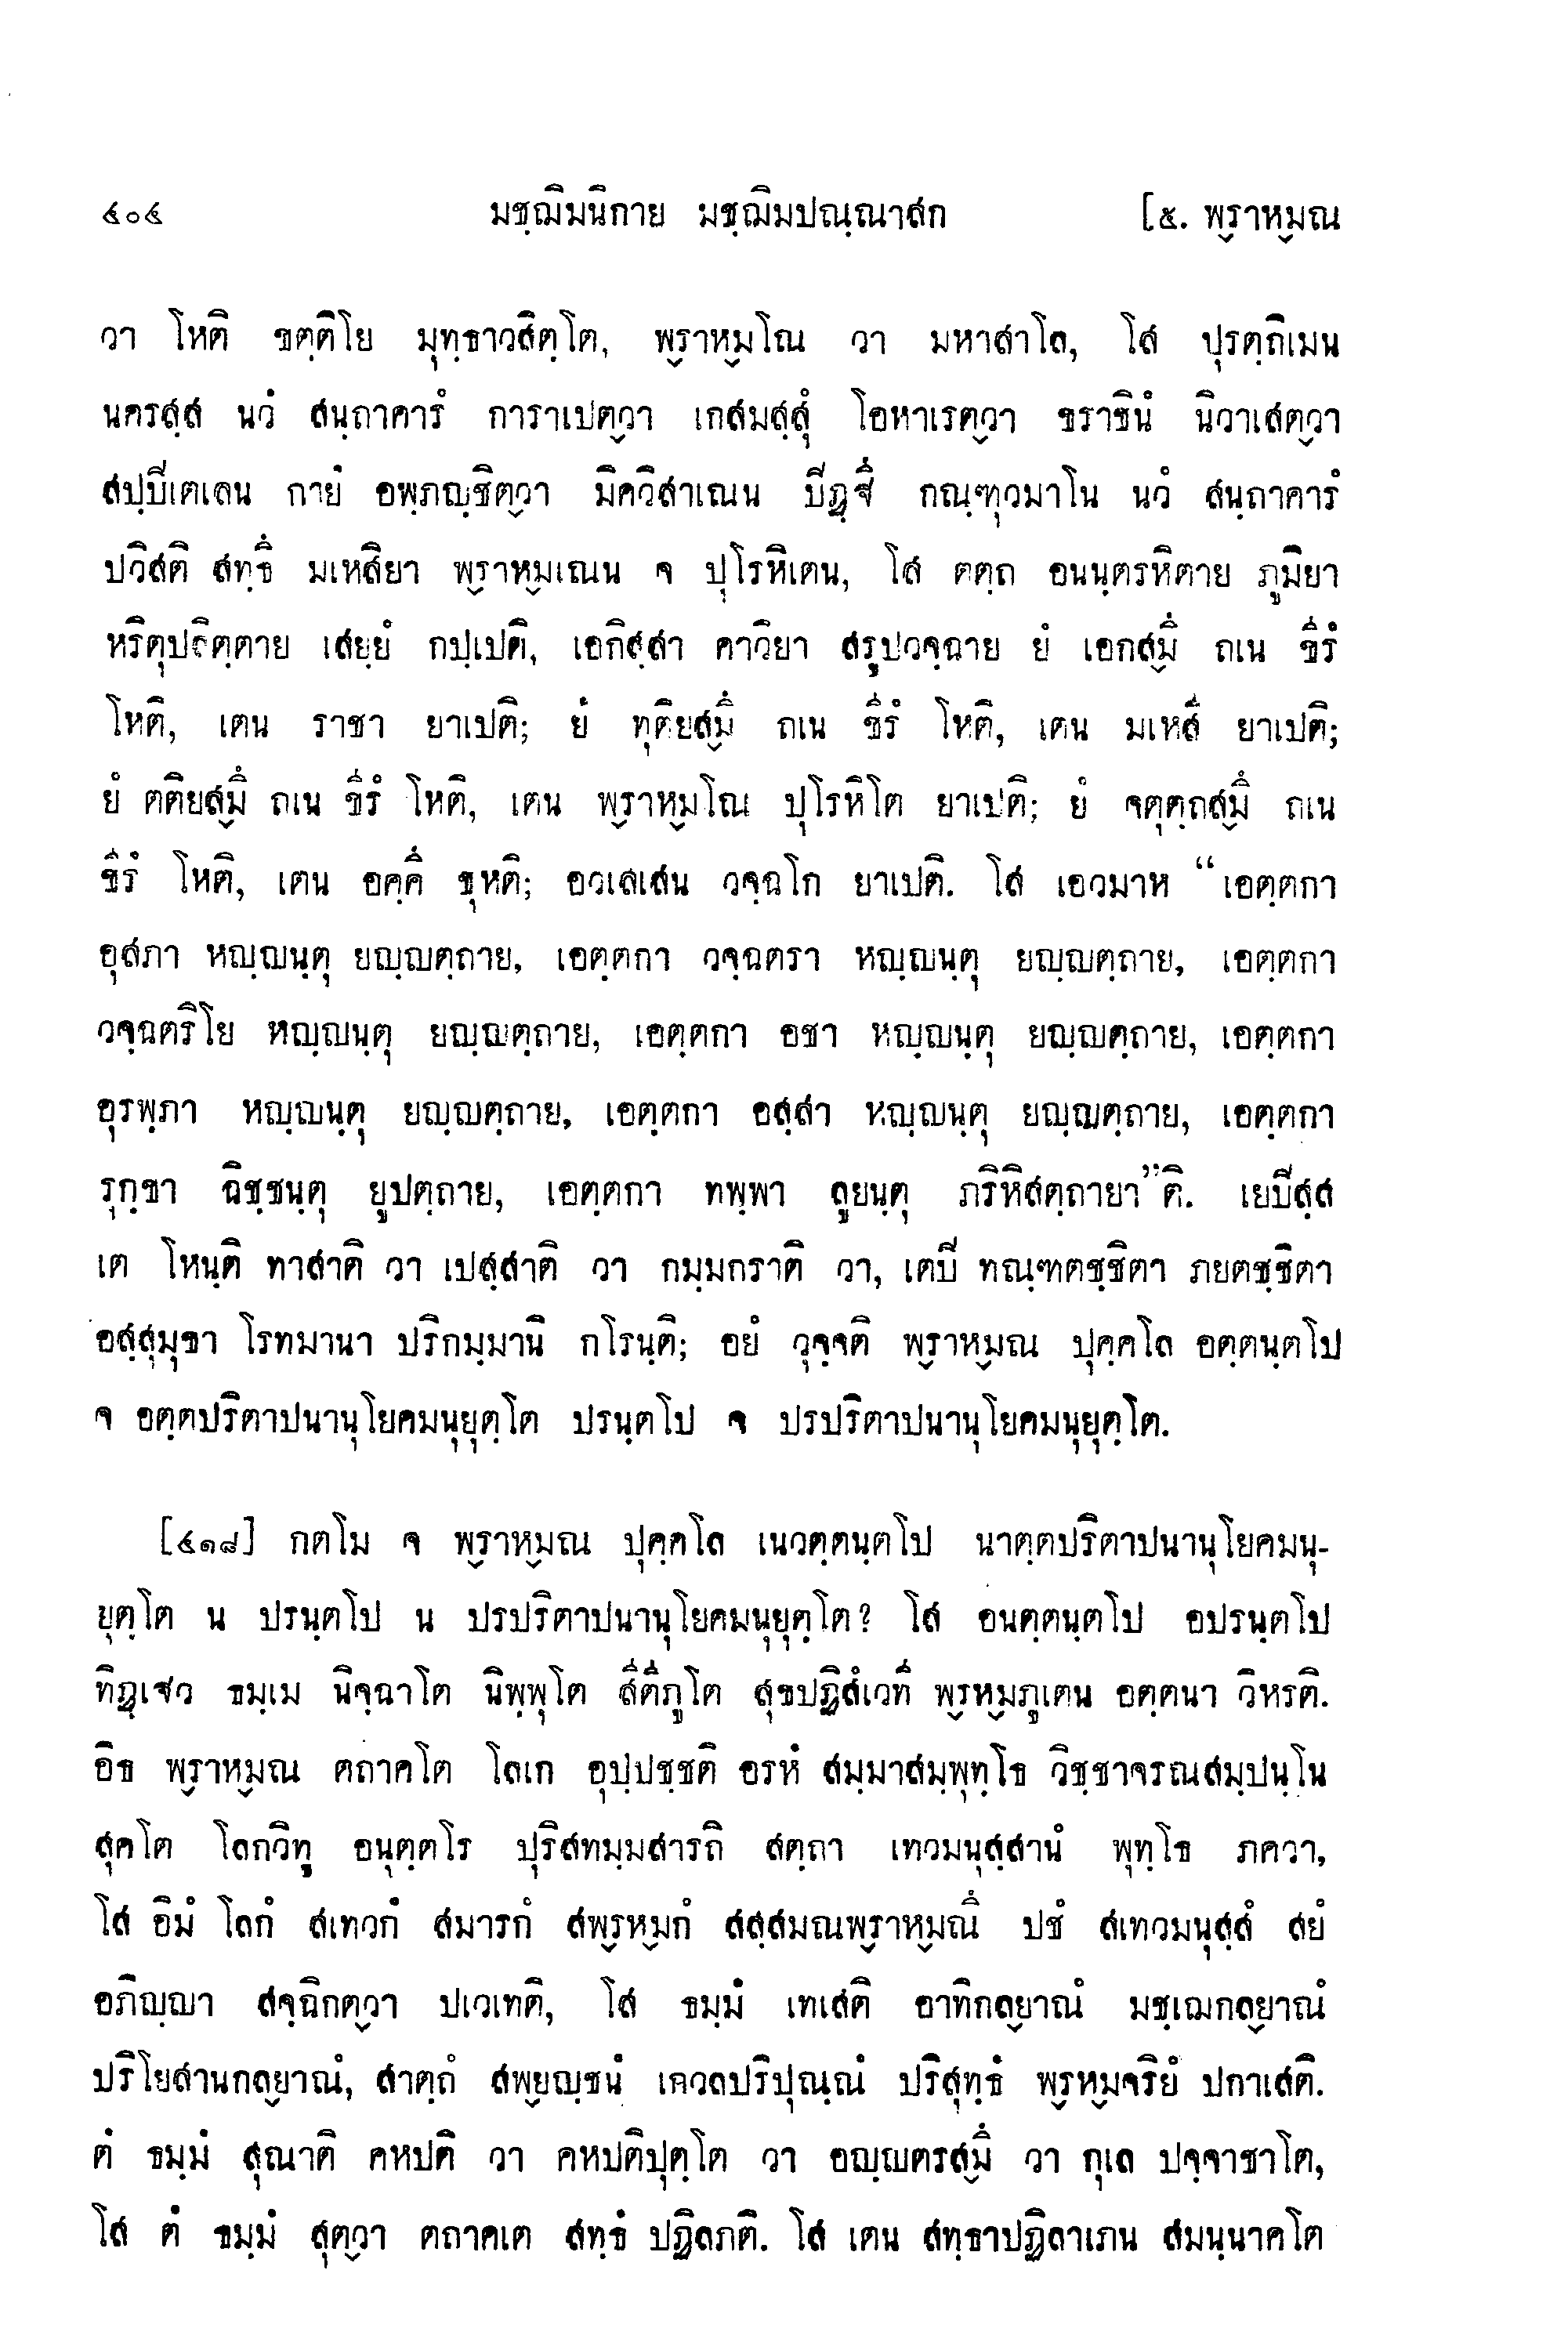 ๔๐๔ มชฺฌิมนิกาย มชฺฌิมปณฺณาสก [๕. พ๎ราห๎มณ
วา โหติ ขตฺติโย มุทฺธาวสิตฺโต, พ๎ราห๎มโณ วา มหาสาโล, โส ปุรตฺถิเมน
นครสฺส นวํ สนฺถาคารํ การาเปต๎วา เกสมสฺสุํ โอหาเรต๎วา ขราชินํ นิวาเสต๎วา
สปฺปิเตเลน กายํ อพฺภญฺชิต๎วา มิควิสาเณน ปิฏฺฐึ กณฺฑุวมาโน นวํ สนฺถาคารํ
ปวิสติ สทฺธึ มเหสิยา พ๎ราห๎มเณน จ ปุโรหิเตน, โส ตตฺถ อนนฺตรหิตาย ภูมิยา
หริตุปลิตฺตาย เสยฺยํ กปฺเปติ, เอกิสฺสา คาวิยา สรูปวจฺฉาย ยํ เอกส๎มึ ถเน ขีรํ
โหติ, เตน ราชา ยาเปติ; ยํ ทุติยส๎มึ ถเน ขีรํ โหติ, เตน มเหสี ยาเปติ;
ยํ ตติยส๎มึ ถเน ขีรํ โหติ, เตน พ๎ราห๎มโณ ปุโรหิโต ยาเปติ; ยํ จตุตฺถส๎มึ ถเน
ขีรํ โหติ, เตน อคฺคึ ชุหติ; อวเสเสน วจฺฉโก ยาเปติ. โส เอวมาห “เอตฺตกา
อุสภา หญฺญนฺตุ ยญฺญตฺถาย, เอตฺตกา วจฺฉตรา หญฺญนฺตุ ยญฺญตฺถาย, เอตฺตกา
วจฺฉตริโย หญฺญนฺตุ ยญฺญตฺถาย, เอตฺตกา อชา หญฺญนฺตุ ยญฺญตฺถาย, เอตฺตกา
อุรพฺภา หญฺญนฺตุ ยญฺญตฺถาย, เอตฺตกา อสฺสา หญฺญนฺตุ ยญฺญตฺถาย, เอตฺตกา
รุกฺขา ฉิชฺชนฺตุ ยูปตฺถาย, เอตฺตกา ทพฺพา ลูยนฺตุ ภริหิสตฺถายา”ติ. เยปิสฺส
เต โหนฺติ ทาสาติ วา เปสฺสาติ วา กมฺมกราติ วา, เตปิ ทณฺฑตชฺชิตา ภยตชฺชิตา
อสฺสุมุขา โรทมานา ปริกมฺมานิ กโรนฺติ; อยํ วุจฺจติ พ๎ราห๎มณ ปุคฺคโล อตฺตนฺตโป
จ อตฺตปริตาปนานุโยคมนุยุตฺโต ปรนฺตโป จ ปรปริตาปนานุโยคมนุยุตฺโต.
[๔๑๘] กตโม จ พ๎ราห๎มณ ปุคฺคโล เนวตฺตนฺตโป นาตฺตปริตาปนานุโยคมนุ-
ยุตฺโต น ปรนฺตโป น ปรปริตาปนานุโยคมนุยุตฺโต? โส อนตฺตนฺตโป อปรนฺตโป
ทิฏฺเฐว ธมฺเม นิจฺฉาโต นิพฺพุโต สีตีภูโต สุขปฏิสํเวที พ๎รห๎มภูเตน อตฺตนา วิหรติ.
อิธ พ๎ราห๎มณ ตถาคโต โลเก อุปฺปชฺชติ อรหํ สมฺมาสมฺพุทฺโธ วิชฺชาจรณสมฺปนฺโน
สุคโต โลกวิทู อนุตฺตโร ปุริสทมฺมสารถิ สตฺถา เทวมนุสฺสานํ พุทฺโธ ภควา,
โส อิมํ โลกํ สเทวกํ สมารกํ สพ๎รห๎มกํ สสฺสมณพ๎ราห๎มณึ ปชํ สเทวมนุสฺสํ สยํ
อภิญฺญา สจฺฉิกต๎วา ปเวเทติ, โส ธมฺมํ เทเสติ อาทิกล๎ยาณํ มชฺเฌกล๎ยาณํ
ปริโยสานกล๎ยาณํ, สาตฺถํ สพ๎ยญฺชนํ เกวลปริปุณฺณํ ปริสุทฺธํ พ๎รห๎มจริยํ ปกาเสติ.
ตํ ธมฺมํ สุณาติ คหปติ วา คหปติปุตฺโต วา อญฺญตรส๎มึ วา กุเล ปจฺจาชาโต,
โส ตํ ธมฺมํ สุต๎วา ตถาคเต สทฺธํ ปฏิลภติ. โส เตน สทฺธาปฏิลาเภน สมนฺนาคโต